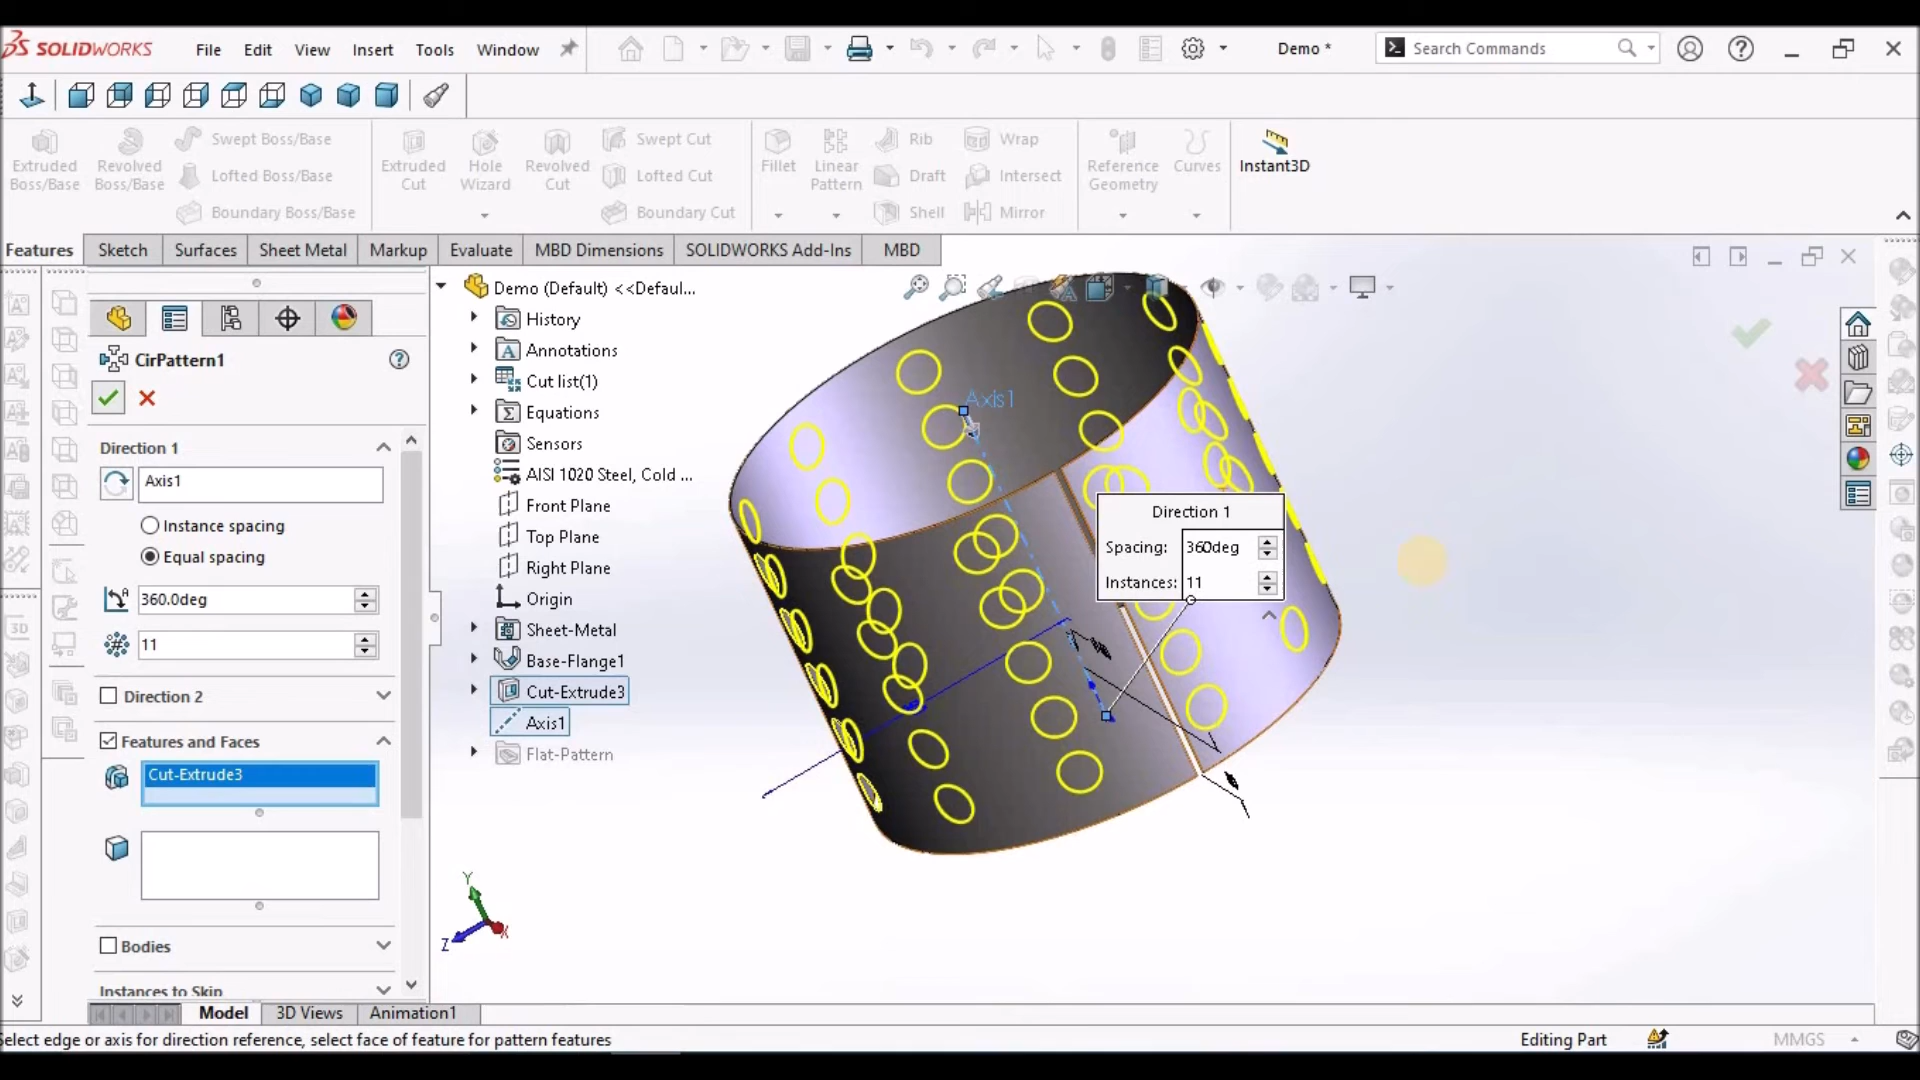 SOLIDWORKS File Edit View Insert Tools Window Demo * Search Commands
Extruded Boss/Base Revolved Boss/Base Swept Boss/Base Lofted Boss/Base Boundary Boss/Base Extruded Cut Hole Wizard Revolved Cut Swept Cut Lofted Cut Boundary Cut Fillet Linear Pattern Rib Draft Shell Wrap Intersect Mirror Reference Geometry Curves Instant3D
Features Sketch Surfaces Sheet Metal Markup Evaluate MBD Dimensions SOLIDWORKS Add-Ins MBD
CirPattern1
Direction 1
Axis1
Instance spacing
Equal spacing
360.0deg
11
Direction 2
Features and Faces
Cut-Extrude3
Bodies
Instances to Skip
Demo (Default) <<Defaul...
History
Annotations
Cut list(1)
Equations
Sensors
AISI 1020 Steel, Cold ...
Front Plane
Top Plane
Right Plane
Origin
Sheet-Metal
Base-Flange1
Cut-Extrude3
Axis1
Flat-Pattern
Axis1
Direction 1
Spacing: 360deg
Instances: 11
Y
Z
X
3D
Model 3D Views Animation1
Select edge or axis for direction reference, select face of feature for pattern features
Editing Part MMGS